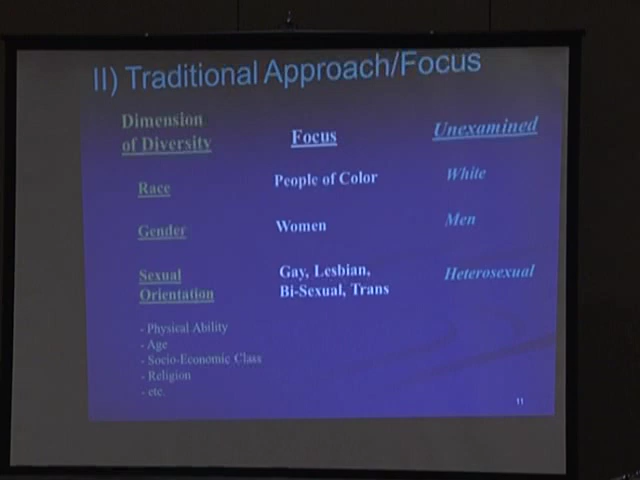 II) Traditional Approach/Focus
Dimension
of Diversity
Focus
Unexamined
Race
People of Color
White
Gender
Women
Men
Sexual
Orientation
Gay, Lesbian,
Bi-Sexual, Trans
Heterosexual
- Physical Ability
- Age
- Socio-Economic Class
- Religion
- etc.
11